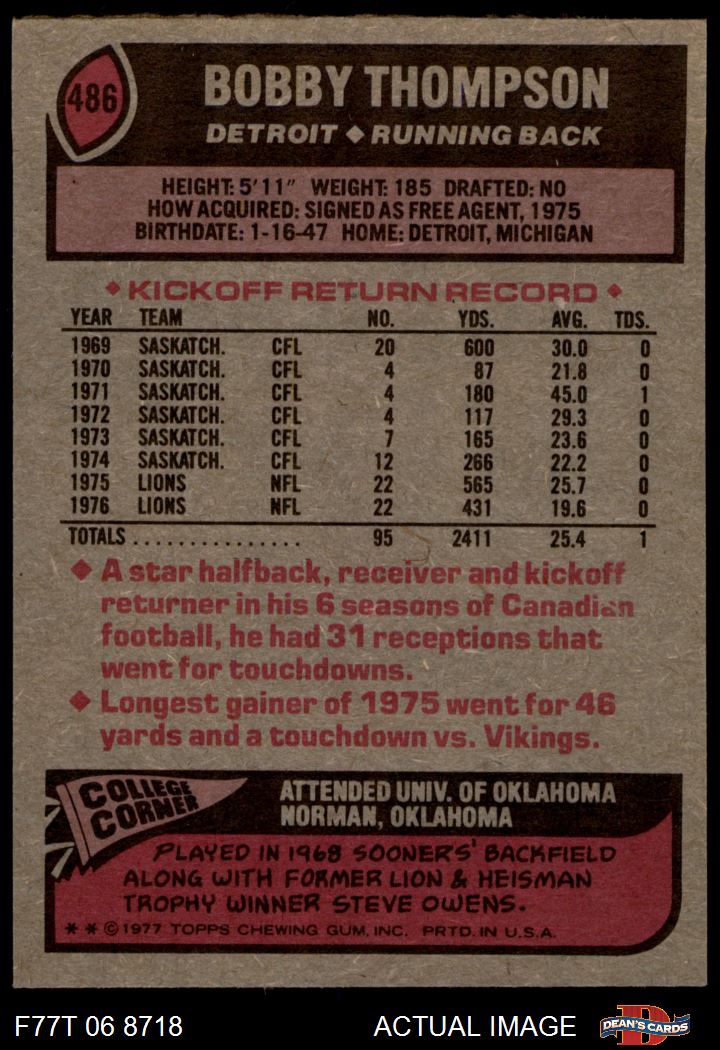 486
BOBBY THOMPSON
DETROIT ◆ RUNNING BACK
HEIGHT: 5'11" WEIGHT: 185 DRAFTED: NO
HOW ACQUIRED: SIGNED AS FREE AGENT, 1975
BIRTHDATE: 1-16-47 HOME: DETROIT, MICHIGAN
◆ KICKOFF RETURN RECORD ◆
YEAR TEAM NO. YDS. AVG. TDS.
1969 SASKATCH. CFL 20 600 30.0 0
1970 SASKATCH. CFL 4 87 21.8 0
1971 SASKATCH. CFL 4 180 45.0 1
1972 SASKATCH. CFL 4 117 29.3 0
1973 SASKATCH. CFL 7 165 23.6 0
1974 SASKATCH. CFL 12 266 22.2 0
1975 LIONS NFL 22 565 25.7 0
1976 LIONS NFL 22 431 19.6 0
TOTALS ............... 95 2411 25.4 1
◆ A star halfback, receiver and kickoff
returner in his 6 seasons of Canadian
football, he had 31 receptions that
went for touchdowns.
◆ Longest gainer of 1975 went for 46
yards and a touchdown vs. Vikings.
COLLEGE
CORNER
ATTENDED UNIV. OF OKLAHOMA
NORMAN, OKLAHOMA
PLAYED IN 1968 SOONERS' BACKFIELD
ALONG WITH FORMER LION & HEISMAN
TROPHY WINNER STEVE OWENS.
* * © 1977 TOPPS CHEWING GUM, INC. PRTD. IN U.S.A.
F77T 06 8718 ACTUAL IMAGE
D
DEAN'S CARDS